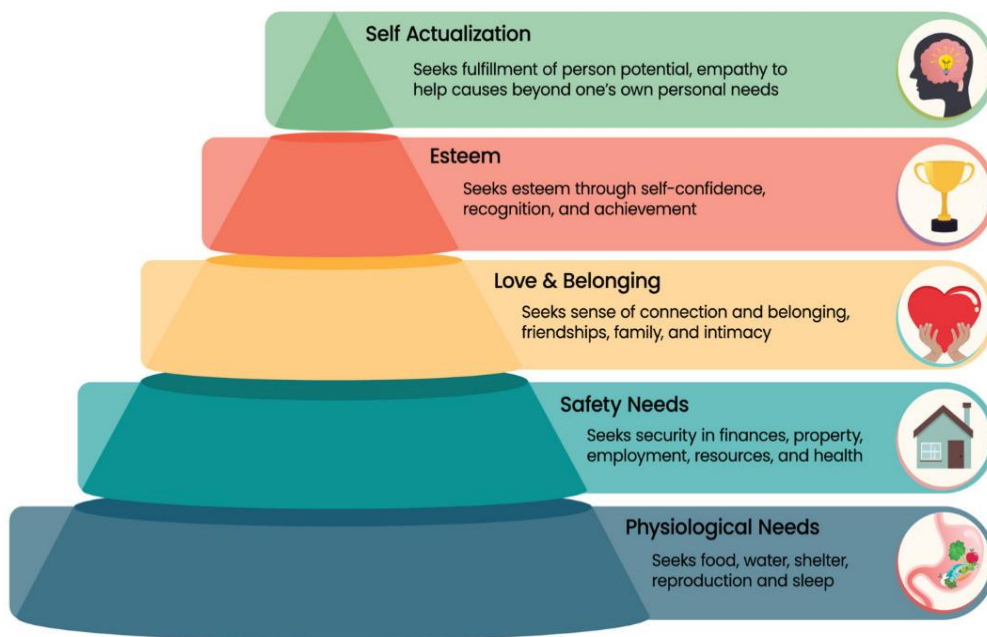 Self Actualization
Seeks fulfillment of person potential, empathy to
help causes beyond one's own personal needs
Esteem
Seeks esteem through self-confidence,
recognition, and achievement
Love & Belonging
Seeks sense of connection and belonging,
friendships, family, and intimacy
Safety Needs
Seeks security in finances, property,
employment, resources, and health
Physiological Needs
Seeks food, water, shelter,
reproduction and sleep